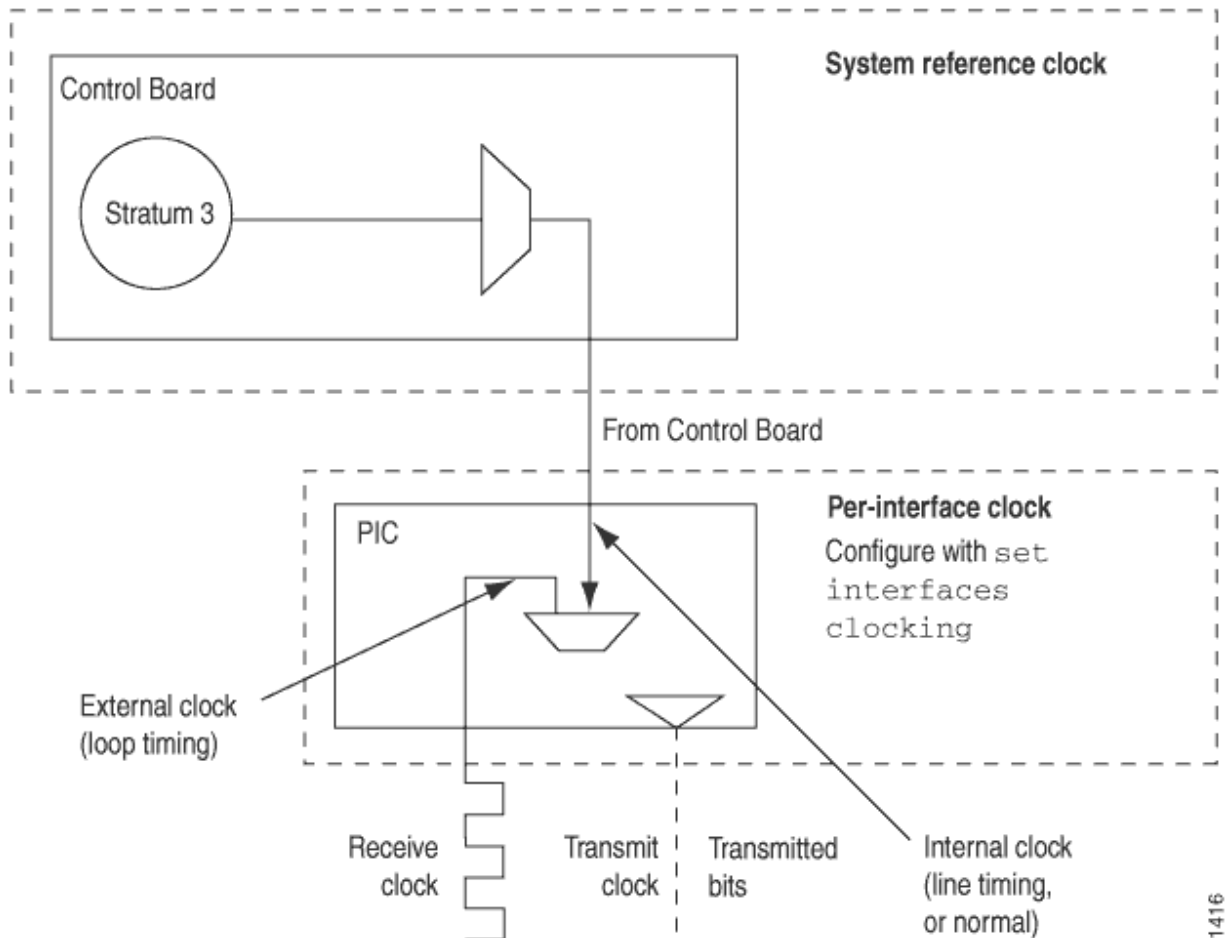 System reference clock
Control Board
Stratum 3
From Control Board
PIC
Per-interface clock
Configure with set
interfaces
clocking
External clock
(loop timing)
Receive
clock
Transmit
clock
Transmitted
bits
Internal clock
(line timing,
or normal)
1416